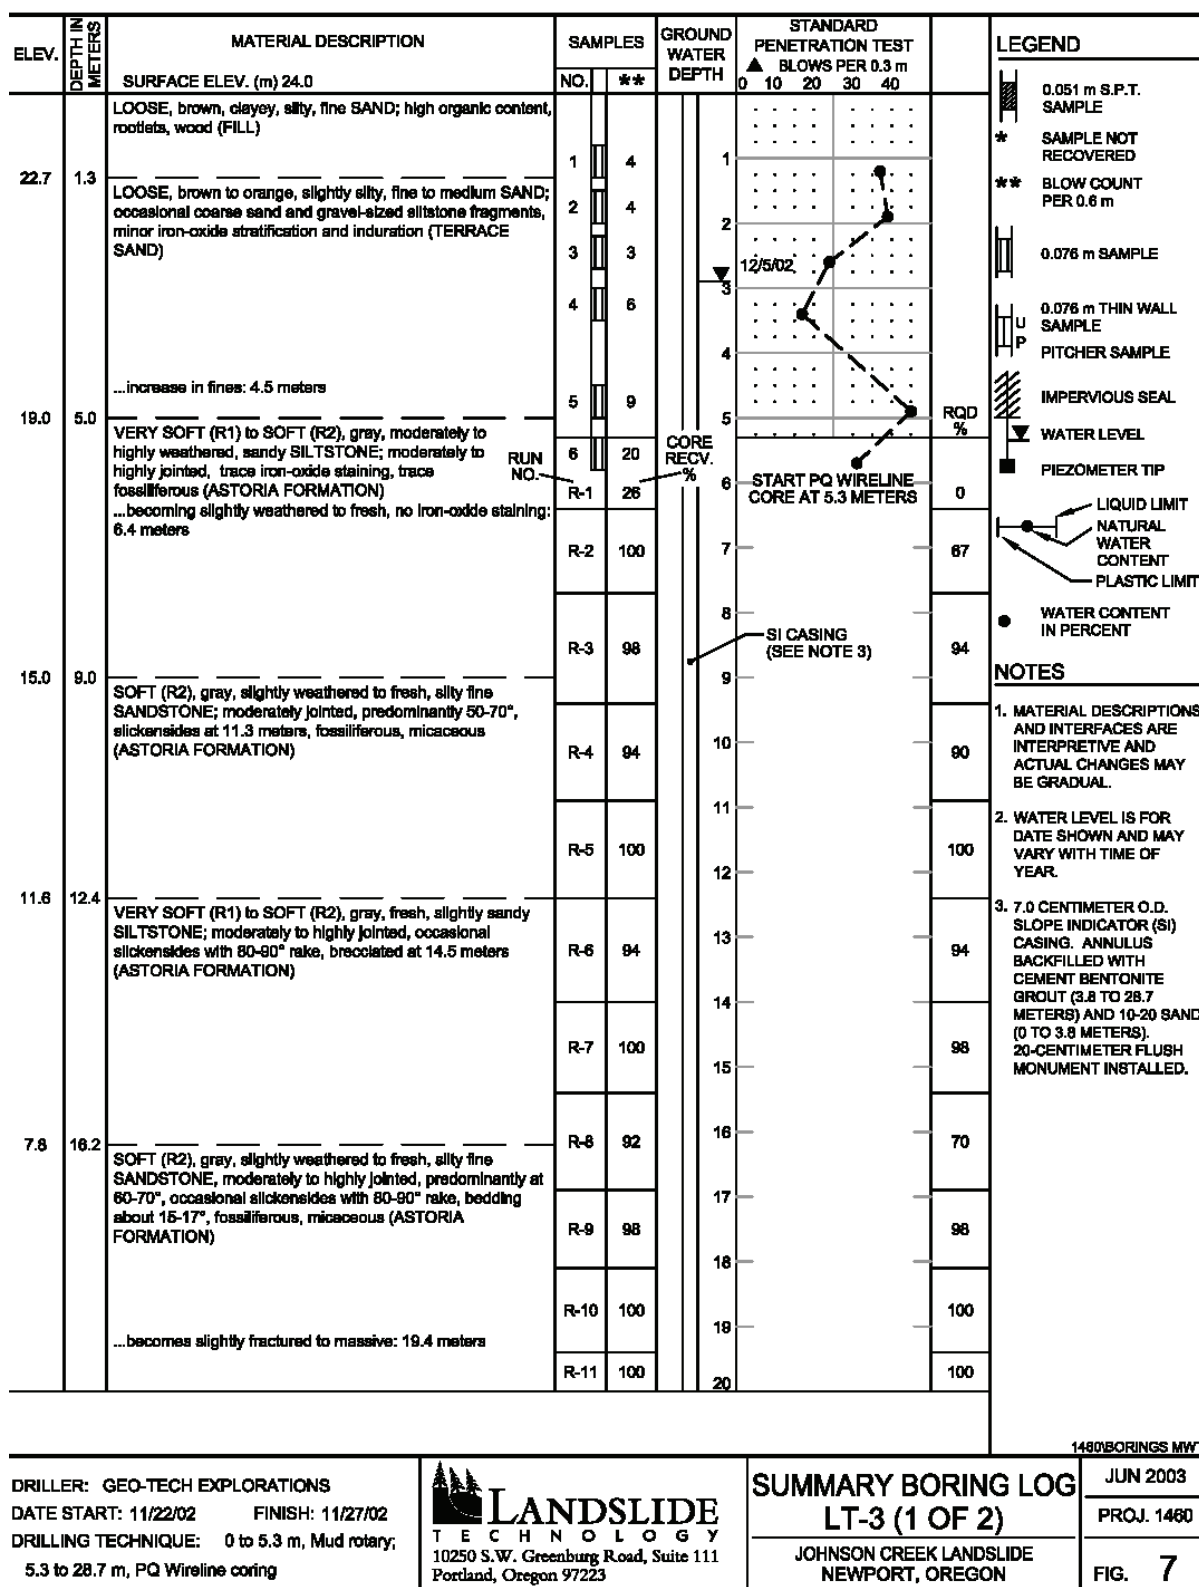 ELEV.
DEPTH IN
METERS
MATERIAL DESCRIPTION
SURFACE ELEV. (m) 24.0
SAMPLES
NO. **
GROUND
WATER
DEPTH
STANDARD
PENETRATION TEST
▲ BLOWS PER 0.3 m
0 10 20 30 40
LOOSE, brown, clayey, silty, fine SAND; high organic content,
rootlets, wood (FILL)
1 4
1
22.7 1.3
LOOSE, brown to orange, slightly silty, fine to medium SAND;
occasional coarse sand and gravel-sized siltstone fragments,
minor iron-oxide stratification and induration (TERRACE
SAND)
2 4
2
3 3
12/5/02
3
4 6
4
...increase in fines: 4.5 meters
5 9
19.0 5.0
5
RQD
%
VERY SOFT (R1) to SOFT (R2), gray, moderately to
highly weathered, sandy SILTSTONE; moderately to
highly jointed, trace iron-oxide staining, trace
fossiliferous (ASTORIA FORMATION)
...becoming slightly weathered to fresh, no iron-oxide staining:
6.4 meters
RUN
NO.
6 20
CORE
RECV.
%
6
START PQ WIRELINE
CORE AT 5.3 METERS
R-1 26 0
R-2 100 7 67
8
SI CASING
(SEE NOTE 3)
R-3 98 94
15.0 9.0
9
SOFT (R2), gray, slightly weathered to fresh, silty fine
SANDSTONE; moderately jointed, predominantly 50-70°,
slickensides at 11.3 meters, fossiliferous, micaceous
(ASTORIA FORMATION)
R-4 94 10 90
11
R-5 100 100
12
11.6 12.4
VERY SOFT (R1) to SOFT (R2), gray, fresh, slightly sandy
SILTSTONE; moderately to highly jointed, occasional
slickensides with 80-90° rake, brecciated at 14.5 meters
(ASTORIA FORMATION)
R-6 94 13 94
14
R-7 100 98
15
7.8 16.2
R-8 92 16 70
SOFT (R2), gray, slightly weathered to fresh, silty fine
SANDSTONE, moderately to highly jointed, predominantly at
60-70°, occasional slickensides with 80-90° rake, bedding
about 15-17°, fossiliferous, micaceous (ASTORIA
FORMATION)
17
R-9 98 98
18
R-10 100 100
19
...becomes slightly fractured to massive: 19.4 meters
R-11 100 100
20
LEGEND
0.051 m S.P.T.
SAMPLE
* SAMPLE NOT
RECOVERED
** BLOW COUNT
PER 0.6 m
0.076 m SAMPLE
0.076 m THIN WALL
U SAMPLE
P PITCHER SAMPLE
IMPERVIOUS SEAL
WATER LEVEL
PIEZOMETER TIP
LIQUID LIMIT
NATURAL
WATER
CONTENT
PLASTIC LIMIT
WATER CONTENT
IN PERCENT
NOTES
1. MATERIAL DESCRIPTIONS
AND INTERFACES ARE
INTERPRETIVE AND
ACTUAL CHANGES MAY
BE GRADUAL.
2. WATER LEVEL IS FOR
DATE SHOWN AND MAY
VARY WITH TIME OF
YEAR.
3. 7.0 CENTIMETER O.D.
SLOPE INDICATOR (SI)
CASING. ANNULUS
BACKFILLED WITH
CEMENT BENTONITE
GROUT (3.8 TO 28.7
METERS) AND 10-20 SAND
(0 TO 3.8 METERS).
20-CENTIMETER FLUSH
MONUMENT INSTALLED.
1460\BORINGS MWT
DRILLER: GEO-TECH EXPLORATIONS
DATE START: 11/22/02 FINISH: 11/27/02
DRILLING TECHNIQUE: 0 to 5.3 m, Mud rotary;
5.3 to 28.7 m, PQ Wireline coring
LANDSLIDE
TECHNOLOGY
10250 S.W. Greenburg Road, Suite 111
Portland, Oregon 97223
SUMMARY BORING LOG
LT-3 (1 OF 2)
JOHNSON CREEK LANDSLIDE
NEWPORT, OREGON
JUN 2003
PROJ. 1460
FIG. 7